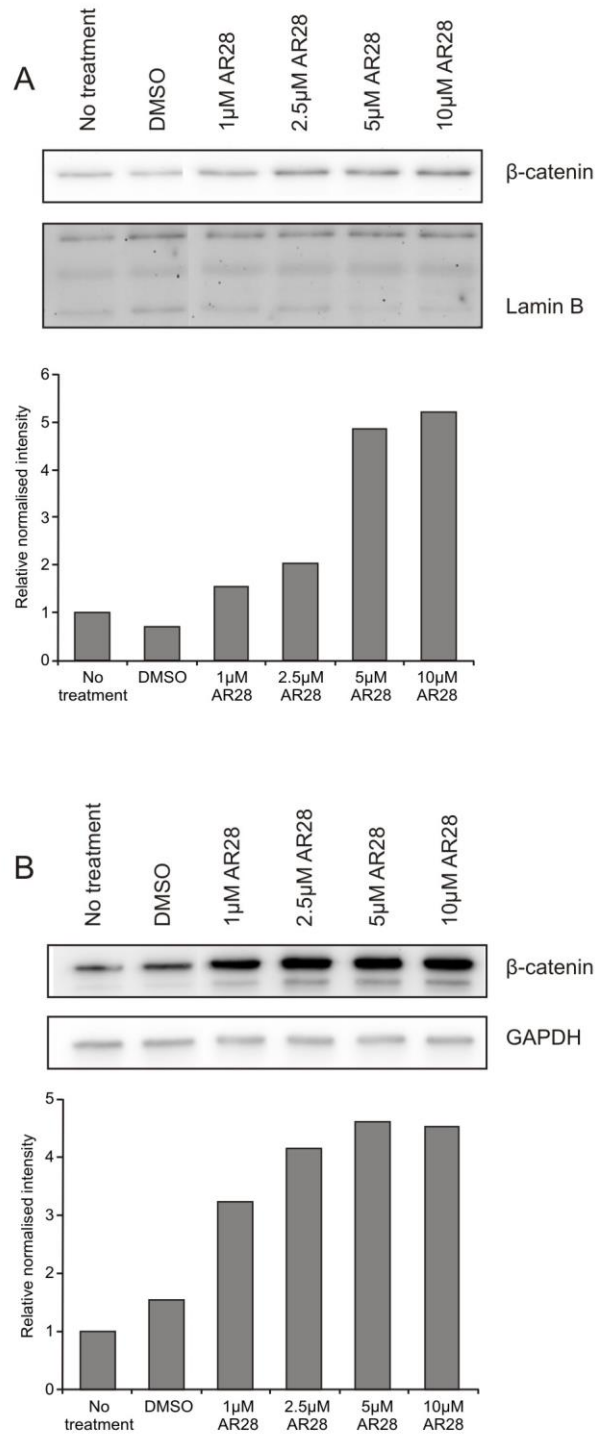 A
No treatment
DMSO
1µM AR28
2.5µM AR28
5µM AR28
10µM AR28
β-catenin
Lamin B
Relative normalised intensity
6
5
4
3
2
1
0
No
treatment
DMSO
1µM
AR28
2.5µM
AR28
5µM
AR28
10µM
AR28
B
No treatment
DMSO
1µM AR28
2.5µM AR28
5µM AR28
10µM AR28
β-catenin
GAPDH
Relative normalised intensity
5
4
3
2
1
0
No
treatment
DMSO
1µM
AR28
2.5µM
AR28
5µM
AR28
10µM
AR28